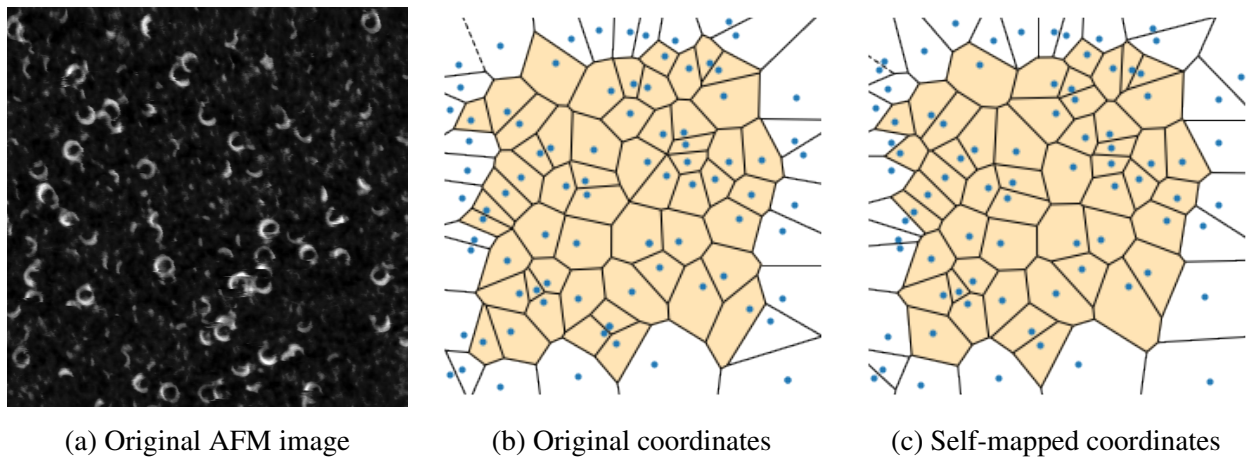 (a) Original AFM image
(b) Original coordinates
(c) Self-mapped coordinates